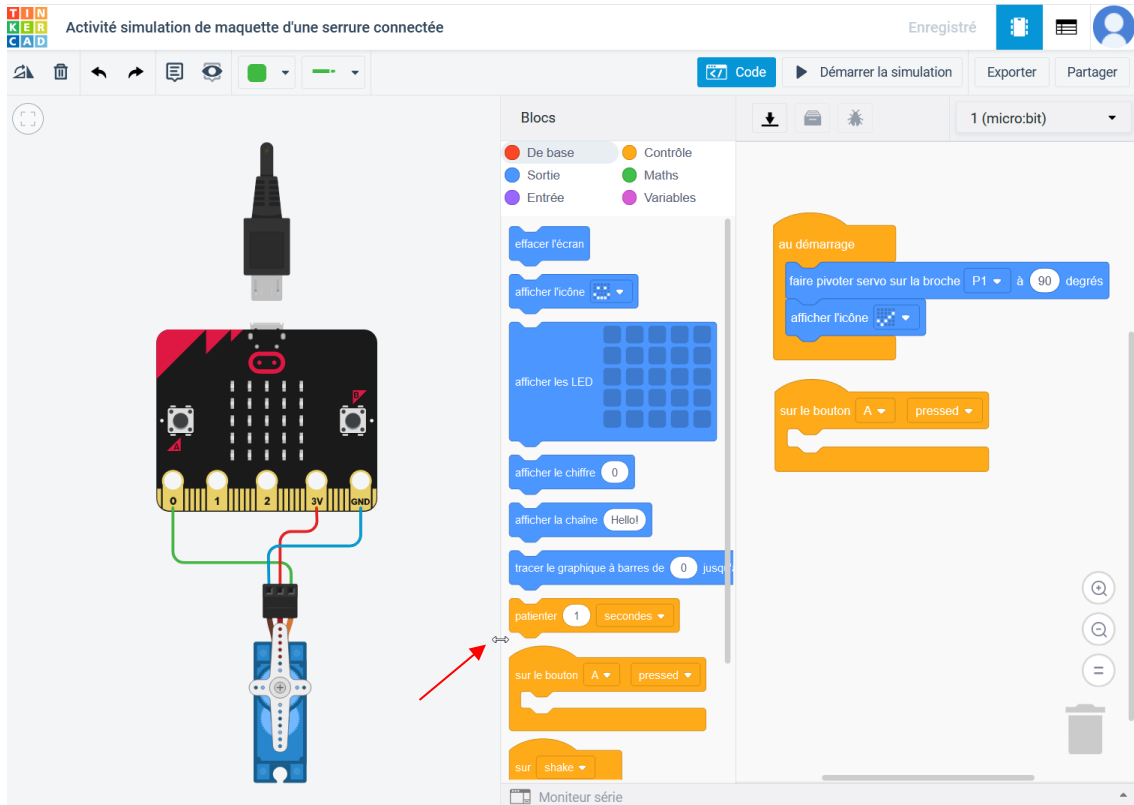 TIN
KER
CAD
Activité simulation de maquette d'une serrure connectée
Enregistré
Code
Démarrer la simulation
Exporter
Partager
Blocs
1 (micro:bit)
De base
Contrôle
Sortie
Maths
Entrée
Variables
effacer l'écran
afficher l'icône
afficher les LED
afficher le chiffre 0
afficher la chaîne Hello!
tracer le graphique à barres de 0
patienter 1 secondes
sur le bouton A pressed
sur shake
au démarrage
faire pivoter servo sur la broche P1 à 90 degrés
afficher l'icône
sur le bouton A pressed
B
A
0 1 2 3V GND
Moniteur série